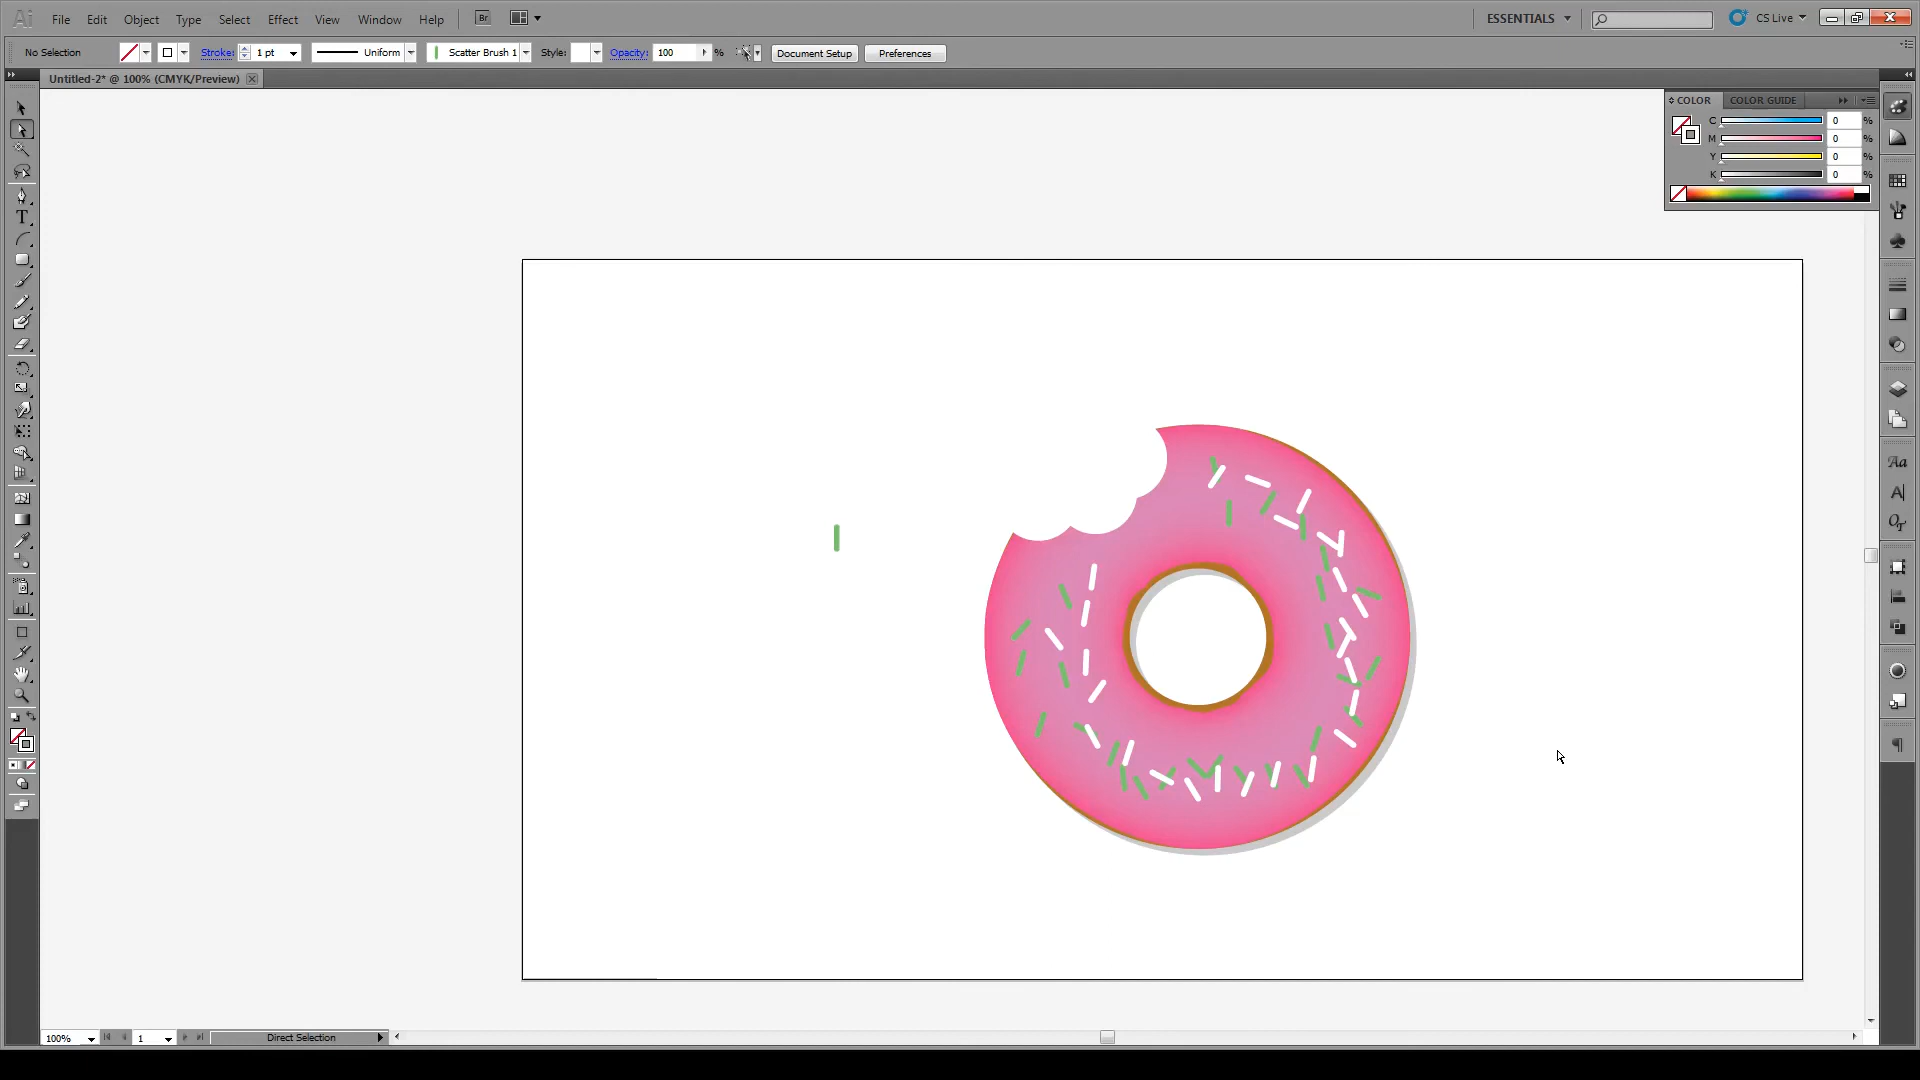 Ai File Edit Object Type Select Effect View Window Help Br ESSENTIALS CS Live
No Selection Stroke: 1 pt Uniform Scatter Brush 1 Style: Opacity: 100 % Document Setup Preferences
Untitled-2* @ 100% (CMYK/Preview)
COLOR COLOR GUIDE
C 0 %
M 0 %
Y 0 %
K 0 %
100% 1 Direct Selection